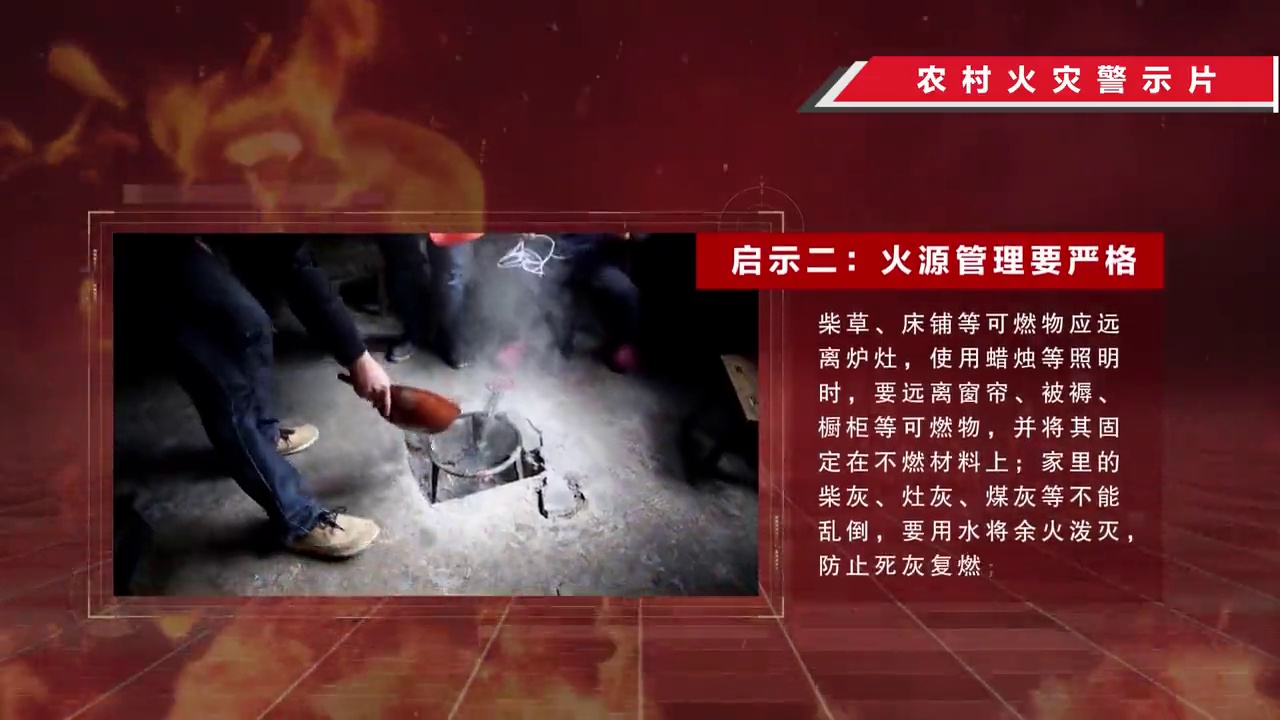 农村火灾警示片
启示二：火源管理要严格
柴草、床铺等可燃物应远
离炉灶，使用蜡烛等照明
时，要远离窗帘、被褥、
橱柜等可燃物，并将其固
定在不燃材料上；家里的
柴灰、灶灰、煤灰等不能
乱倒，要用水将余火泼灭，
防止死灰复燃；